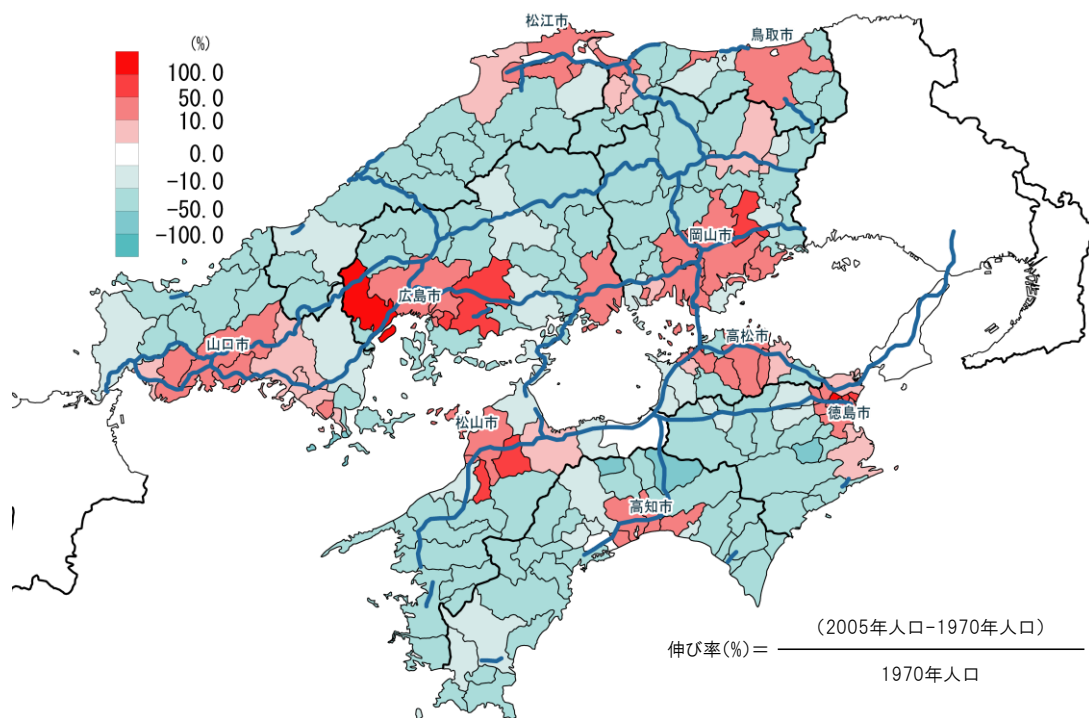 松江市
鳥取市
(%)
100.0
50.0
10.0
0.0
-10.0
-50.0
-100.0
岡山市
広島市
山口市
高松市
徳島市
松山市
高知市
伸び率(%)＝
(2005年人口-1970年人口)
1970年人口